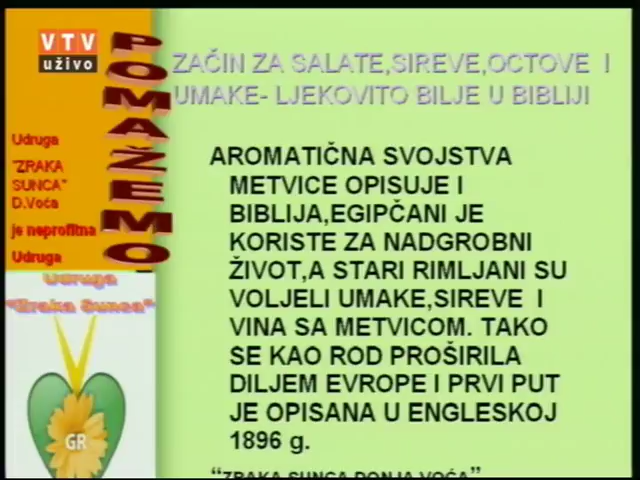 VTV
uživo
POMAŽEMO
Udruga
"ZRAKA
SUNCA"
D.Voća
je neprofitna
Udruga
Udruga
"Zraka Sunca"
GR
ZAČIN ZA SALATE,SIREVE,OCTOVE I
UMAKE- LJEKOVITO BILJE U BIBLIJI
AROMATIČNA SVOJSTVA
METVICE OPISUJE I
BIBLIJA,EGIPČANI JE
KORISTE ZA NADGROBNI
ŽIVOT,A STARI RIMLJANI SU
VOLJELI UMAKE,SIREVE I
VINA SA METVICOM. TAKO
SE KAO ROD PROŠIRILA
DILJEM EVROPE I PRVI PUT
JE OPISANA U ENGLESKOJ
1896 g.
"ZRAKA SUNCA DONJA VOĆA"